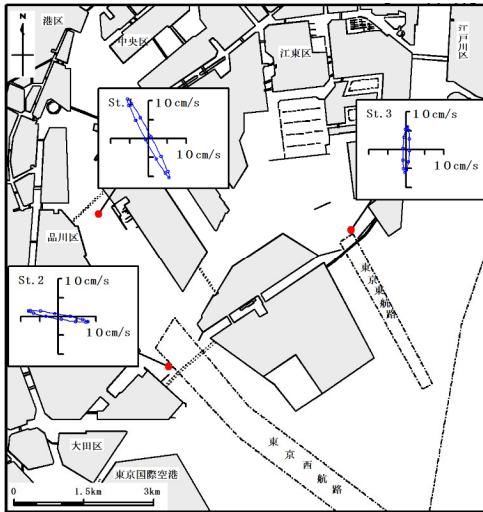 港区
N
中央区
江東区
江戸川区
St.
10cm/s
10cm/s
St.3
10cm/s
10cm/s
品川区
St.2
10cm/s
10cm/s
東京東航路
東京西航路
大田区
東京国際空港
0 1.5km 3km